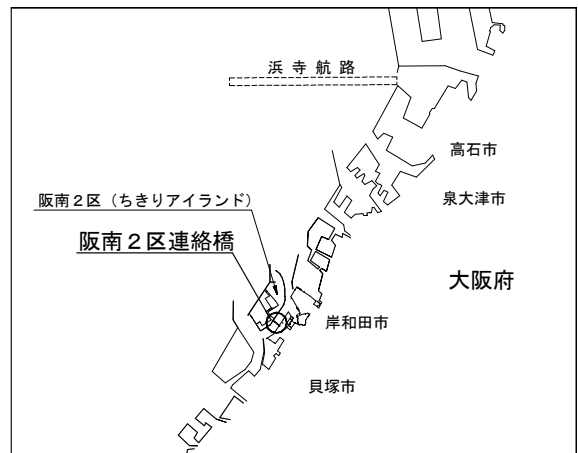 浜寺航路
高石市
泉大津市
阪南２区（ちきりアイランド）
阪南２区連絡橋
大阪府
岸和田市
貝塚市